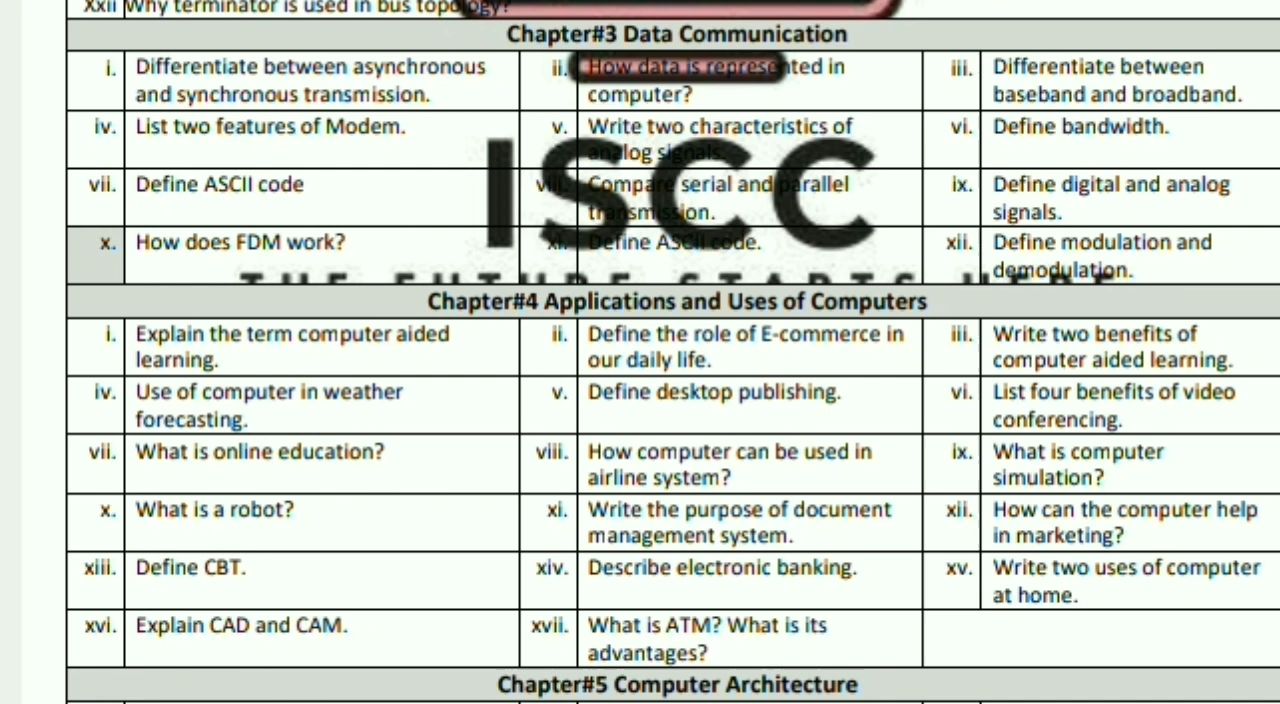 Xxii Why terminator is used in bus topology?
Chapter#3 Data Communication
i. Differentiate between asynchronous
and synchronous transmission.
ii. How data is represented in
computer?
iii. Differentiate between
baseband and broadband.
iv. List two features of Modem.
v. Write two characteristics of
analog signals.
vi. Define bandwidth.
vii. Define ASCII code
viii. Compare serial and parallel
transmission.
ix. Define digital and analog
signals.
x. How does FDM work?
xi. Define ASCII code.
xii. Define modulation and
demodulation.
ISCC
THE FUTURE STARTS HERE
Chapter#4 Applications and Uses of Computers
i. Explain the term computer aided
learning.
ii. Define the role of E-commerce in
our daily life.
iii. Write two benefits of
computer aided learning.
iv. Use of computer in weather
forecasting.
v. Define desktop publishing.
vi. List four benefits of video
conferencing.
vii. What is online education?
viii. How computer can be used in
airline system?
ix. What is computer
simulation?
x. What is a robot?
xi. Write the purpose of document
management system.
xii. How can the computer help
in marketing?
xiii. Define CBT.
xiv. Describe electronic banking.
xv. Write two uses of computer
at home.
xvi. Explain CAD and CAM.
xvii. What is ATM? What is its
advantages?
Chapter#5 Computer Architecture